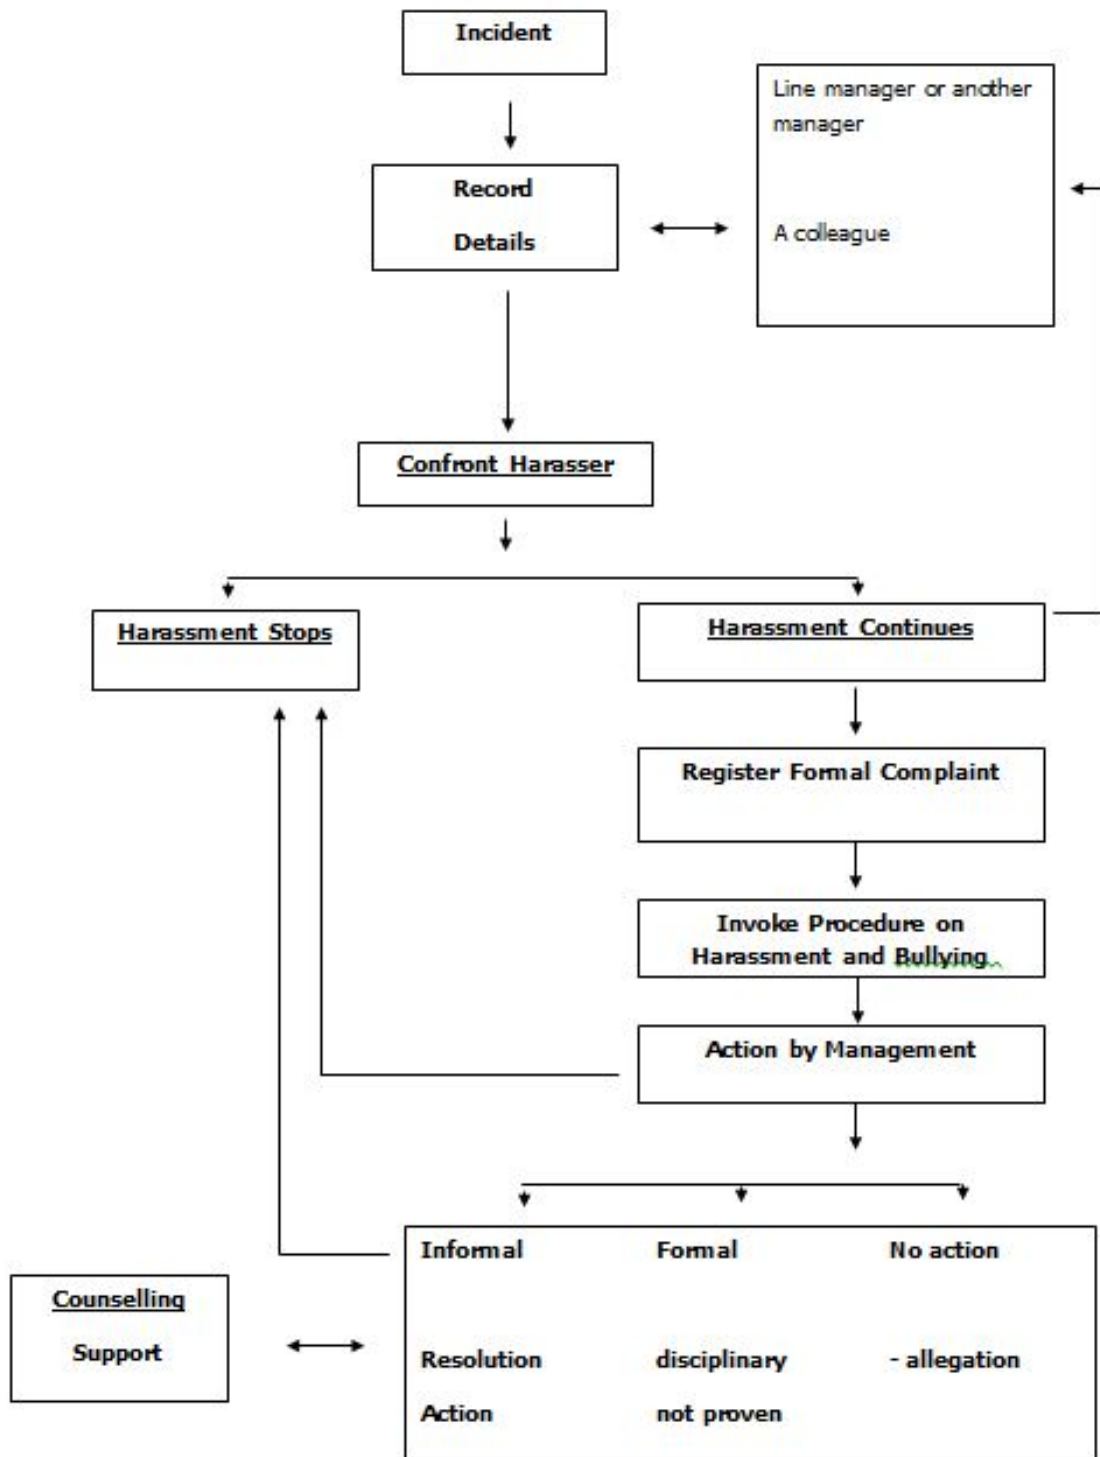 Incident
Line manager or another
manager
Record
Details
A colleague
Confront Harasser
Harassment Stops
Harassment Continues
Register Formal Complaint
Invoke Procedure on
Harassment and Bullying
Action by Management
Informal Formal No action
Counselling
Support
Resolution disciplinary - allegation
Action not proven